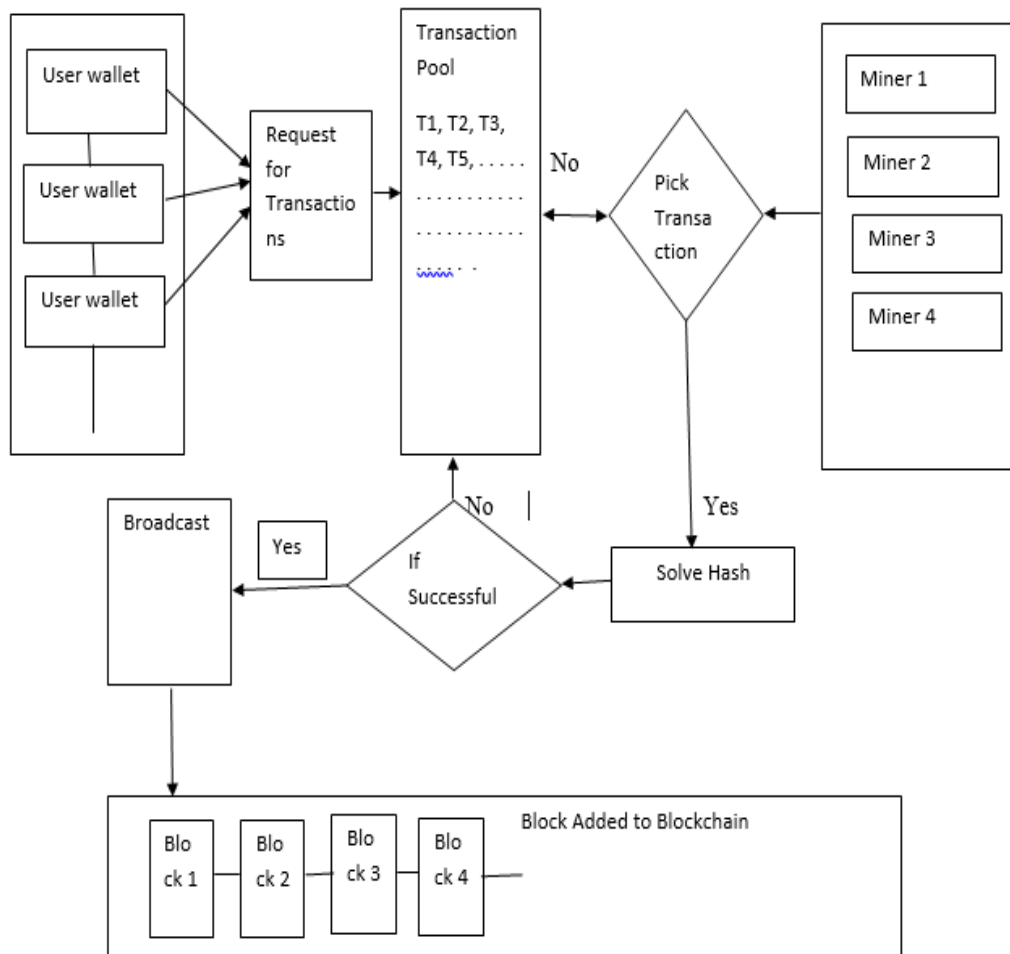 User wallet
User wallet
User wallet
Request
for
Transactio
ns
Transaction
Pool
T1, T2, T3,
T4, T5, . . . . .
. . . . . . . . . . .
. . . . . . . . . . .
. . . . . .
No
Pick
Transa
ction
Miner 1
Miner 2
Miner 3
Miner 4
Yes
Solve Hash
If
Successful
No
Yes
Broadcast
Block Added to Blockchain
Blo
ck 1
Blo
ck 2
Blo
ck 3
Blo
ck 4